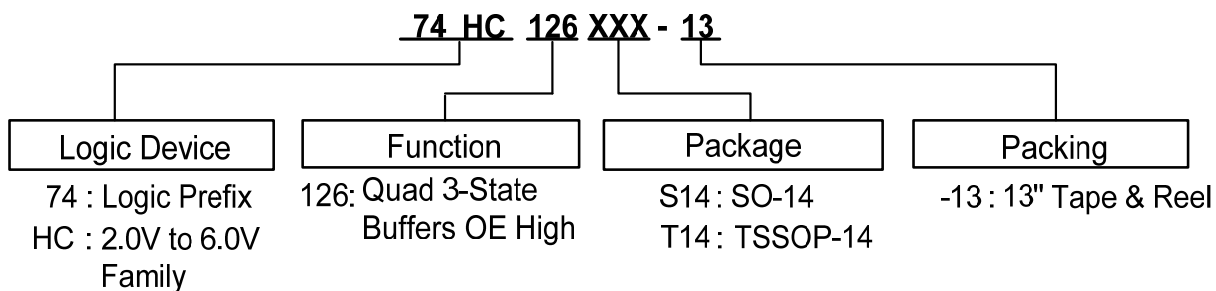 74 HC 126 XXX - 13
Logic Device
Function
Package
Packing
74 : Logic Prefix
HC : 2.0V to 6.0V
Family
126: Quad 3-State
Buffers OE High
S14 : SO-14
T14 : TSSOP-14
-13 : 13" Tape & Reel